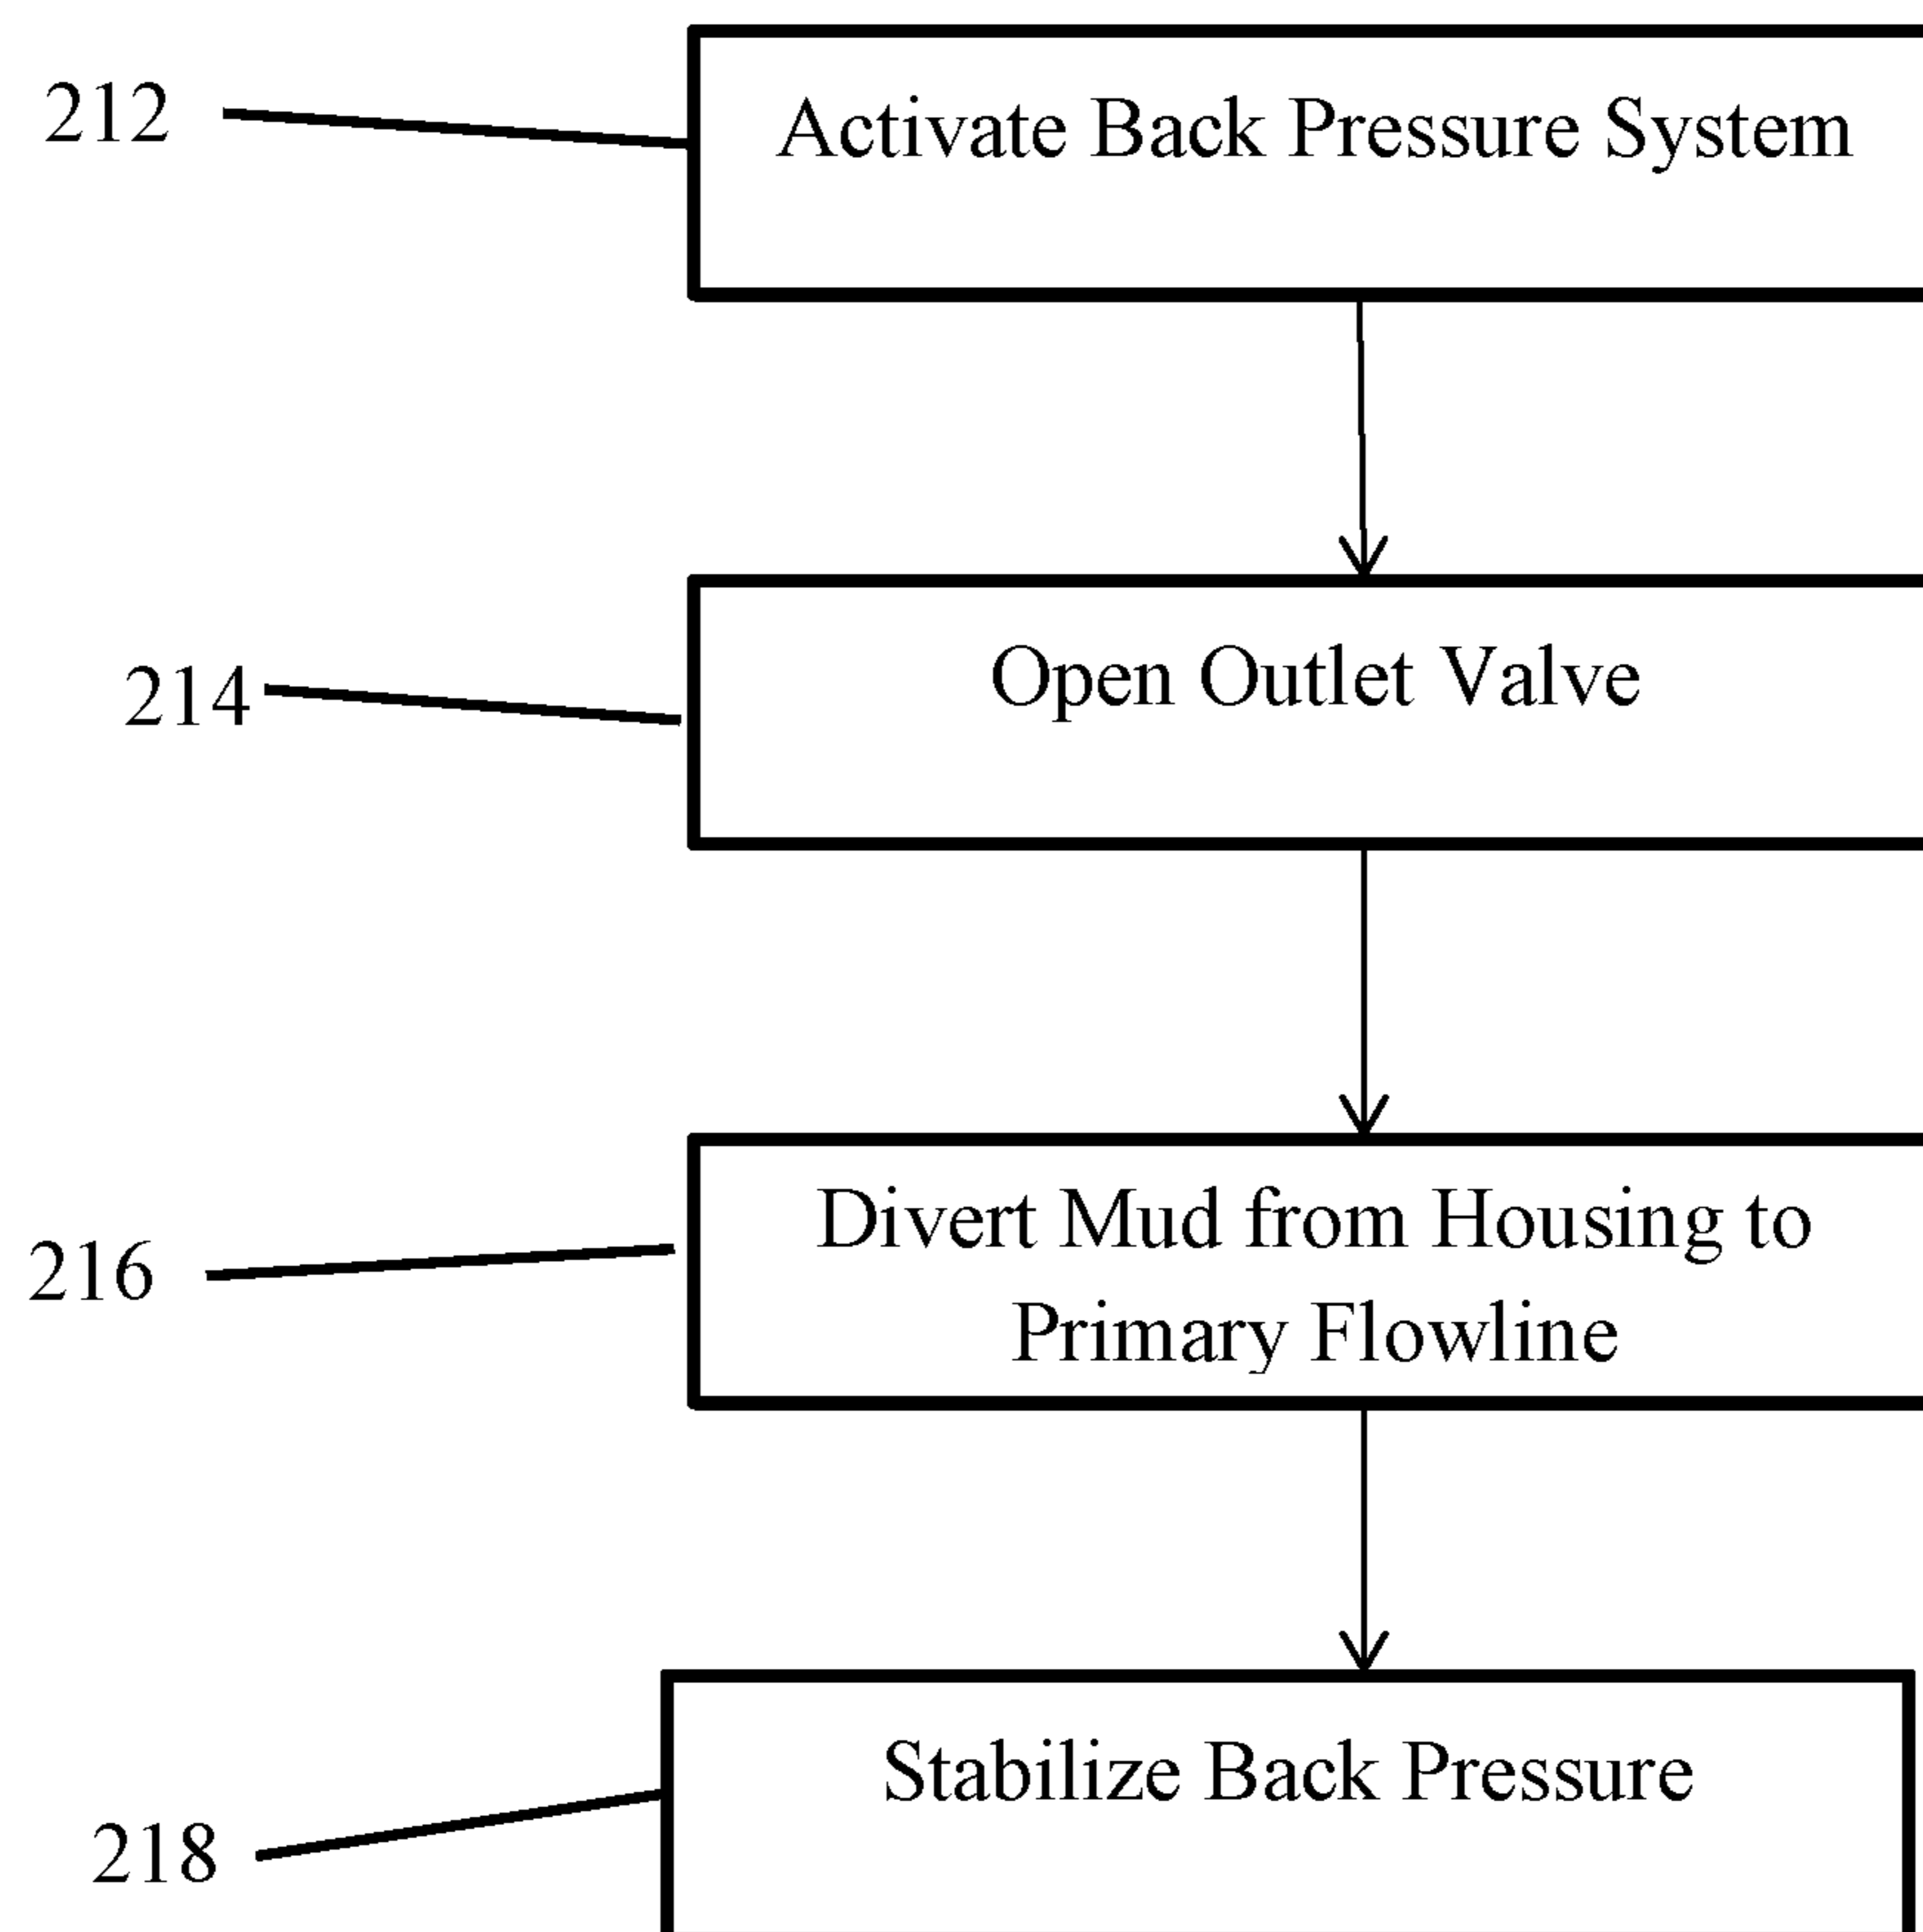 212
Activate Back Pressure System
214
Open Outlet Valve
216
Divert Mud from Housing to
Primary Flowline
218
Stabilize Back Pressure